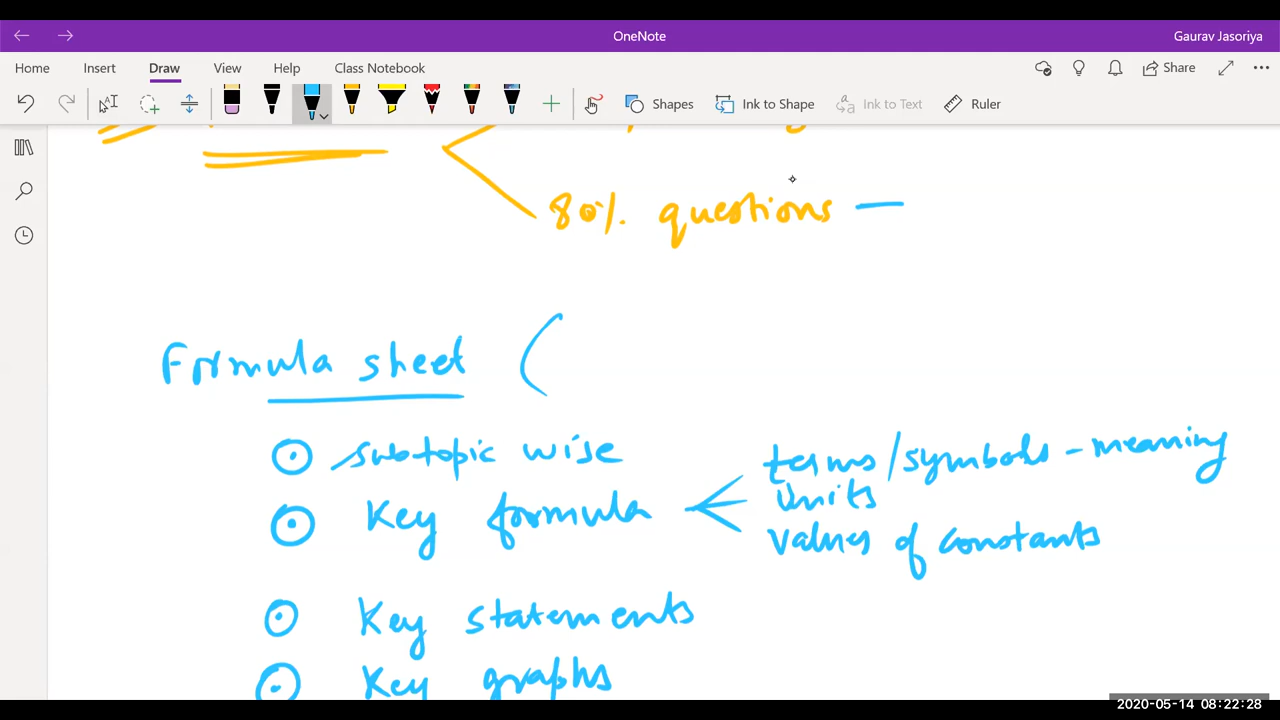 OneNote
Gaurav Jasoriya
Home Insert Draw View Help Class Notebook Share
Shapes Ink to Shape Ink to Text Ruler
80% questions —
Formula sheet (
subtopic wise
Key formula
terms/symbols - meaning
units
values of constants
Key statements
Key graphs
2020-05-14 08:22:28